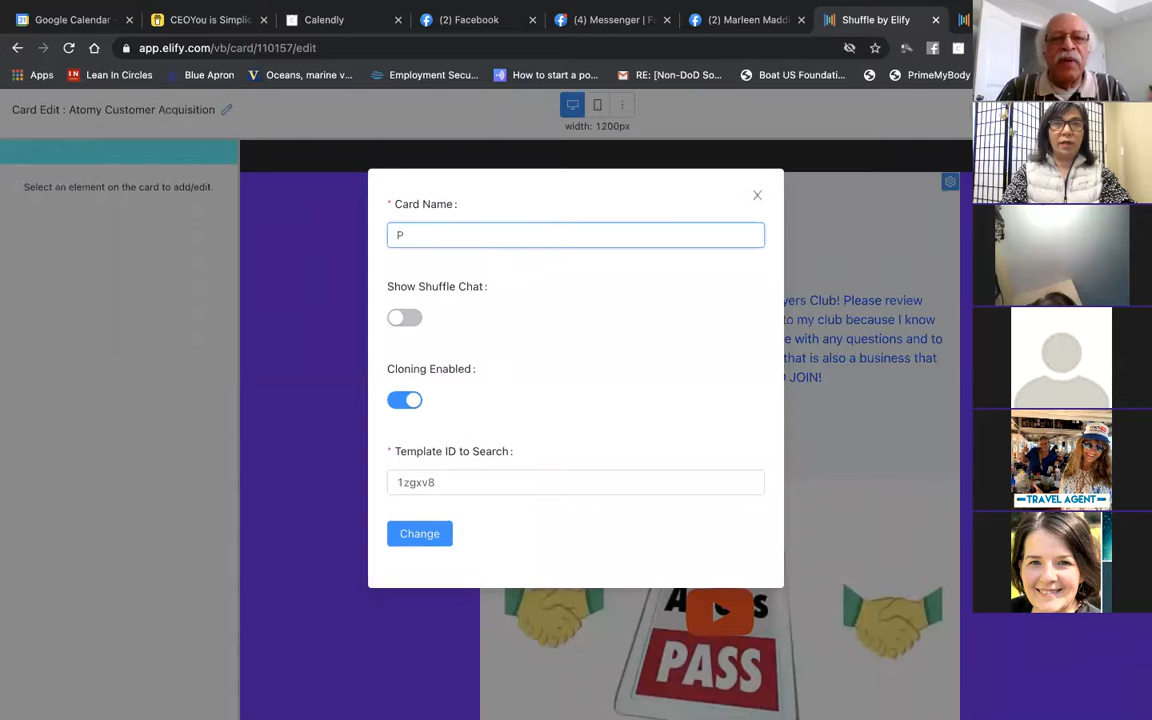 Google Calendar -
CEOYou is Simplic
Calendly
(2) Facebook
(4) Messenger | F
(2) Marleen Maddi
Shuffle by Elify
app.elify.com/vb/card/110157/edit
Apps
Lean In Circles
Blue Apron
Oceans, marine v...
Employment Secu...
How to start a po...
RE: [Non-DoD So...
Boat US Foundati...
PrimeMyBody
Card Edit : Atomy Customer Acquisition
width: 1200px
Select an element on the card to add/edit.
* Card Name :
P
Show Shuffle Chat :
Cloning Enabled :
* Template ID to Search :
1zgxv8
Change
yers Club! Please review
to my club because I know
e with any questions and to
that is also a business that
JOIN!
PASS
TRAVEL AGENT